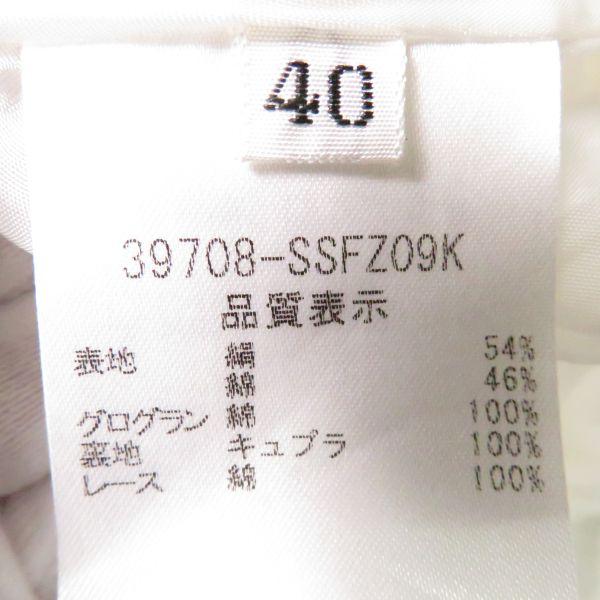 40
39708-SSFZ09K
品質表示
表地 絹 54%
綿 46%
グログラン 綿 100%
裏地 キュプラ 100%
レース 綿 100%